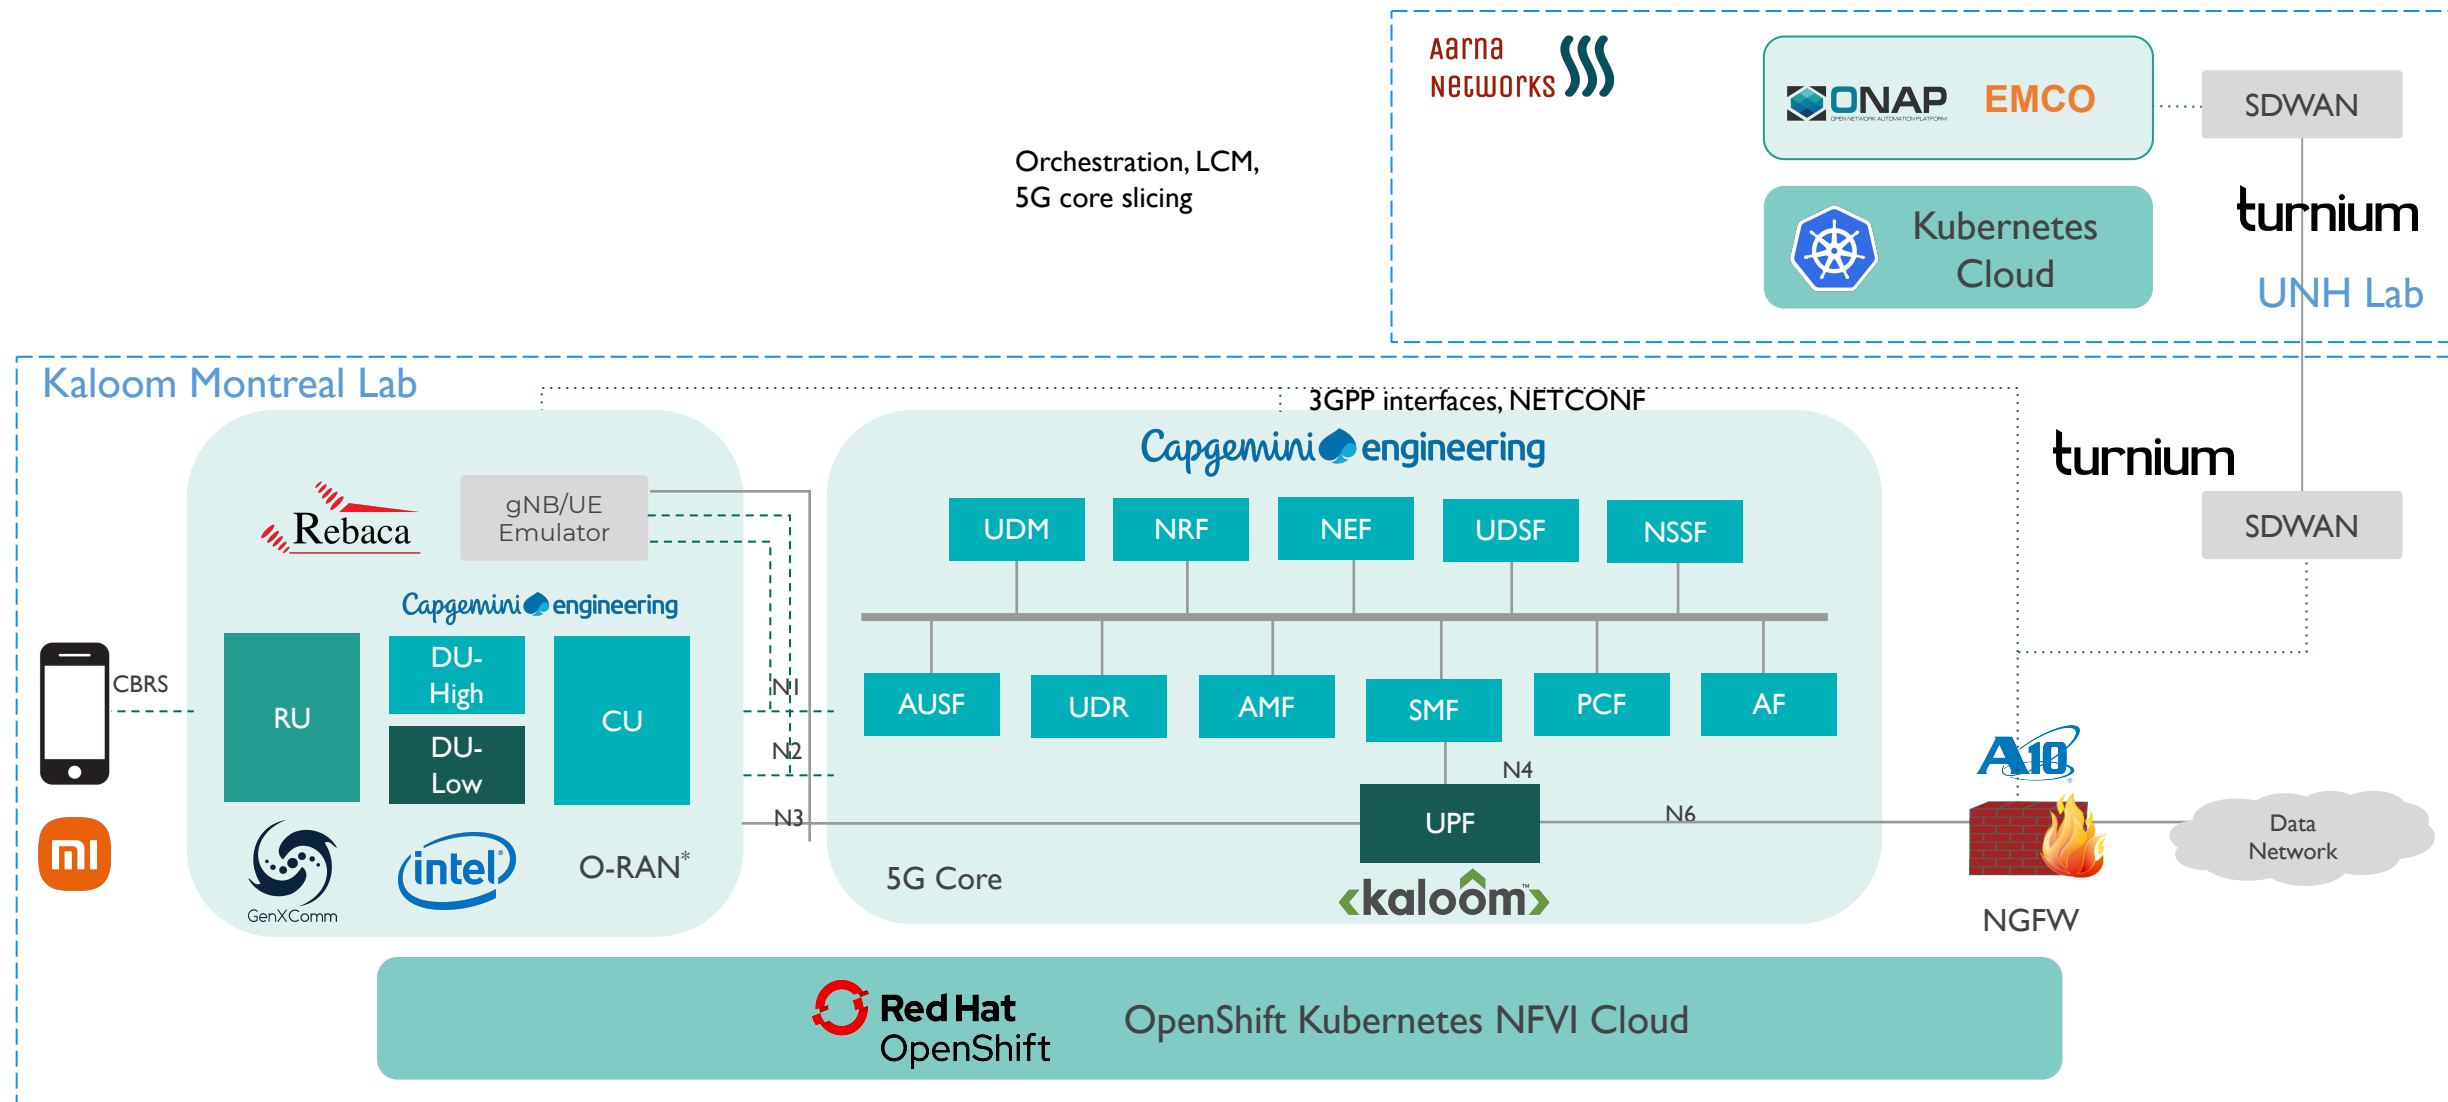 Aarna
Networks
ONAP
OPEN NETWORK AUTOMATION PLATFORM
EMCO
SDWAN
Orchestration, LCM,
5G core slicing
Kubernetes
Cloud
turnium
UNH Lab
Kaloom Montreal Lab
3GPP interfaces, NETCONF
Capgemini engineering
turnium
Rebaca
gNB/UE
Emulator
UDM
NRF
NEF
UDSF
NSSF
SDWAN
Capgemini engineering
CBRS
RU
DU-
High
DU-
Low
CU
N1
N2
N3
AUSF
UDR
AMF
SMF
PCF
AF
N4
UPF
N6
A10
Data
Network
mi
GenXComm
intel
O-RAN*
5G Core
kaloom™
NGFW
Red Hat
OpenShift
OpenShift Kubernetes NFVI Cloud